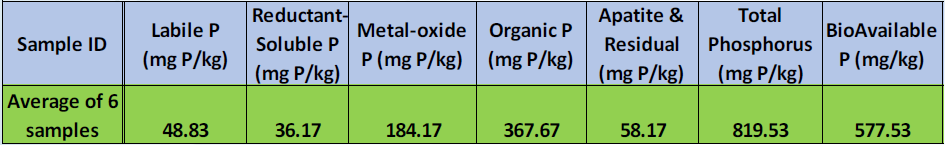 Sample ID
Labile P
(mg P/kg)
Reductant-
Soluble P
(mg P/kg)
Metal-oxide
P (mg P/kg)
Organic P
(mg P/kg)
Apatite &
Residual
(mg P/kg)
Total
Phosphorus
(mg P/kg)
BioAvailable
P (mg/kg)
Average of 6
samples
48.83
36.17
184.17
367.67
58.17
819.53
577.53